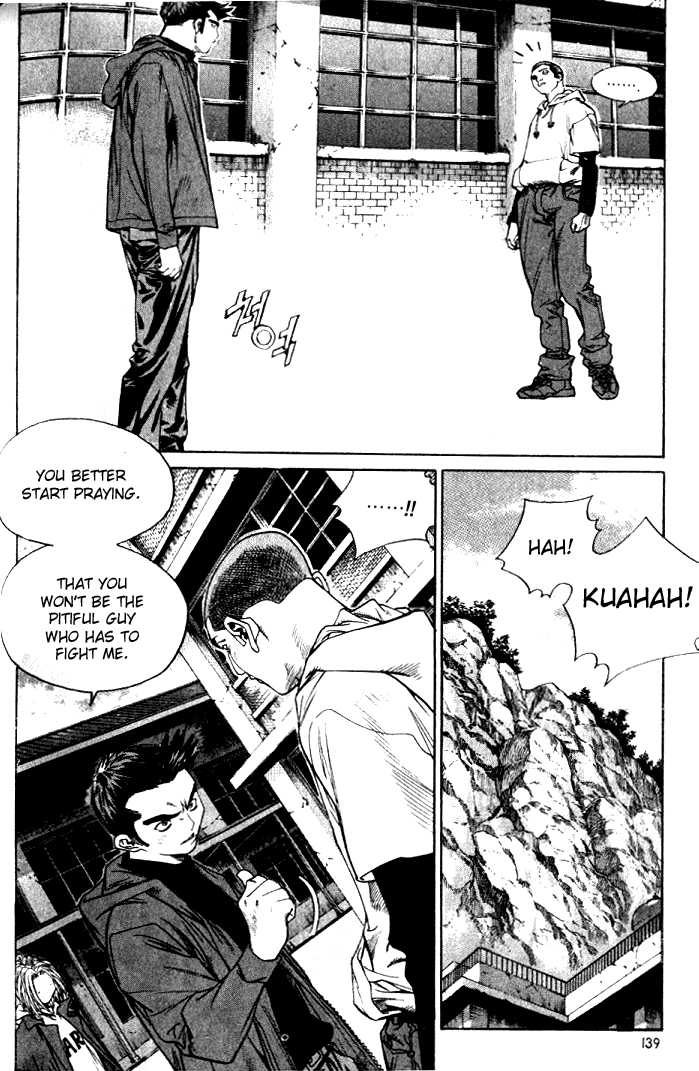 ......
YOU BETTER
START PRAYING.
THAT YOU
WON'T BE THE
PITIFUL GUY
WHO HAS TO
FIGHT ME.
......!!
HAH!
KUAHAH!
AR
139